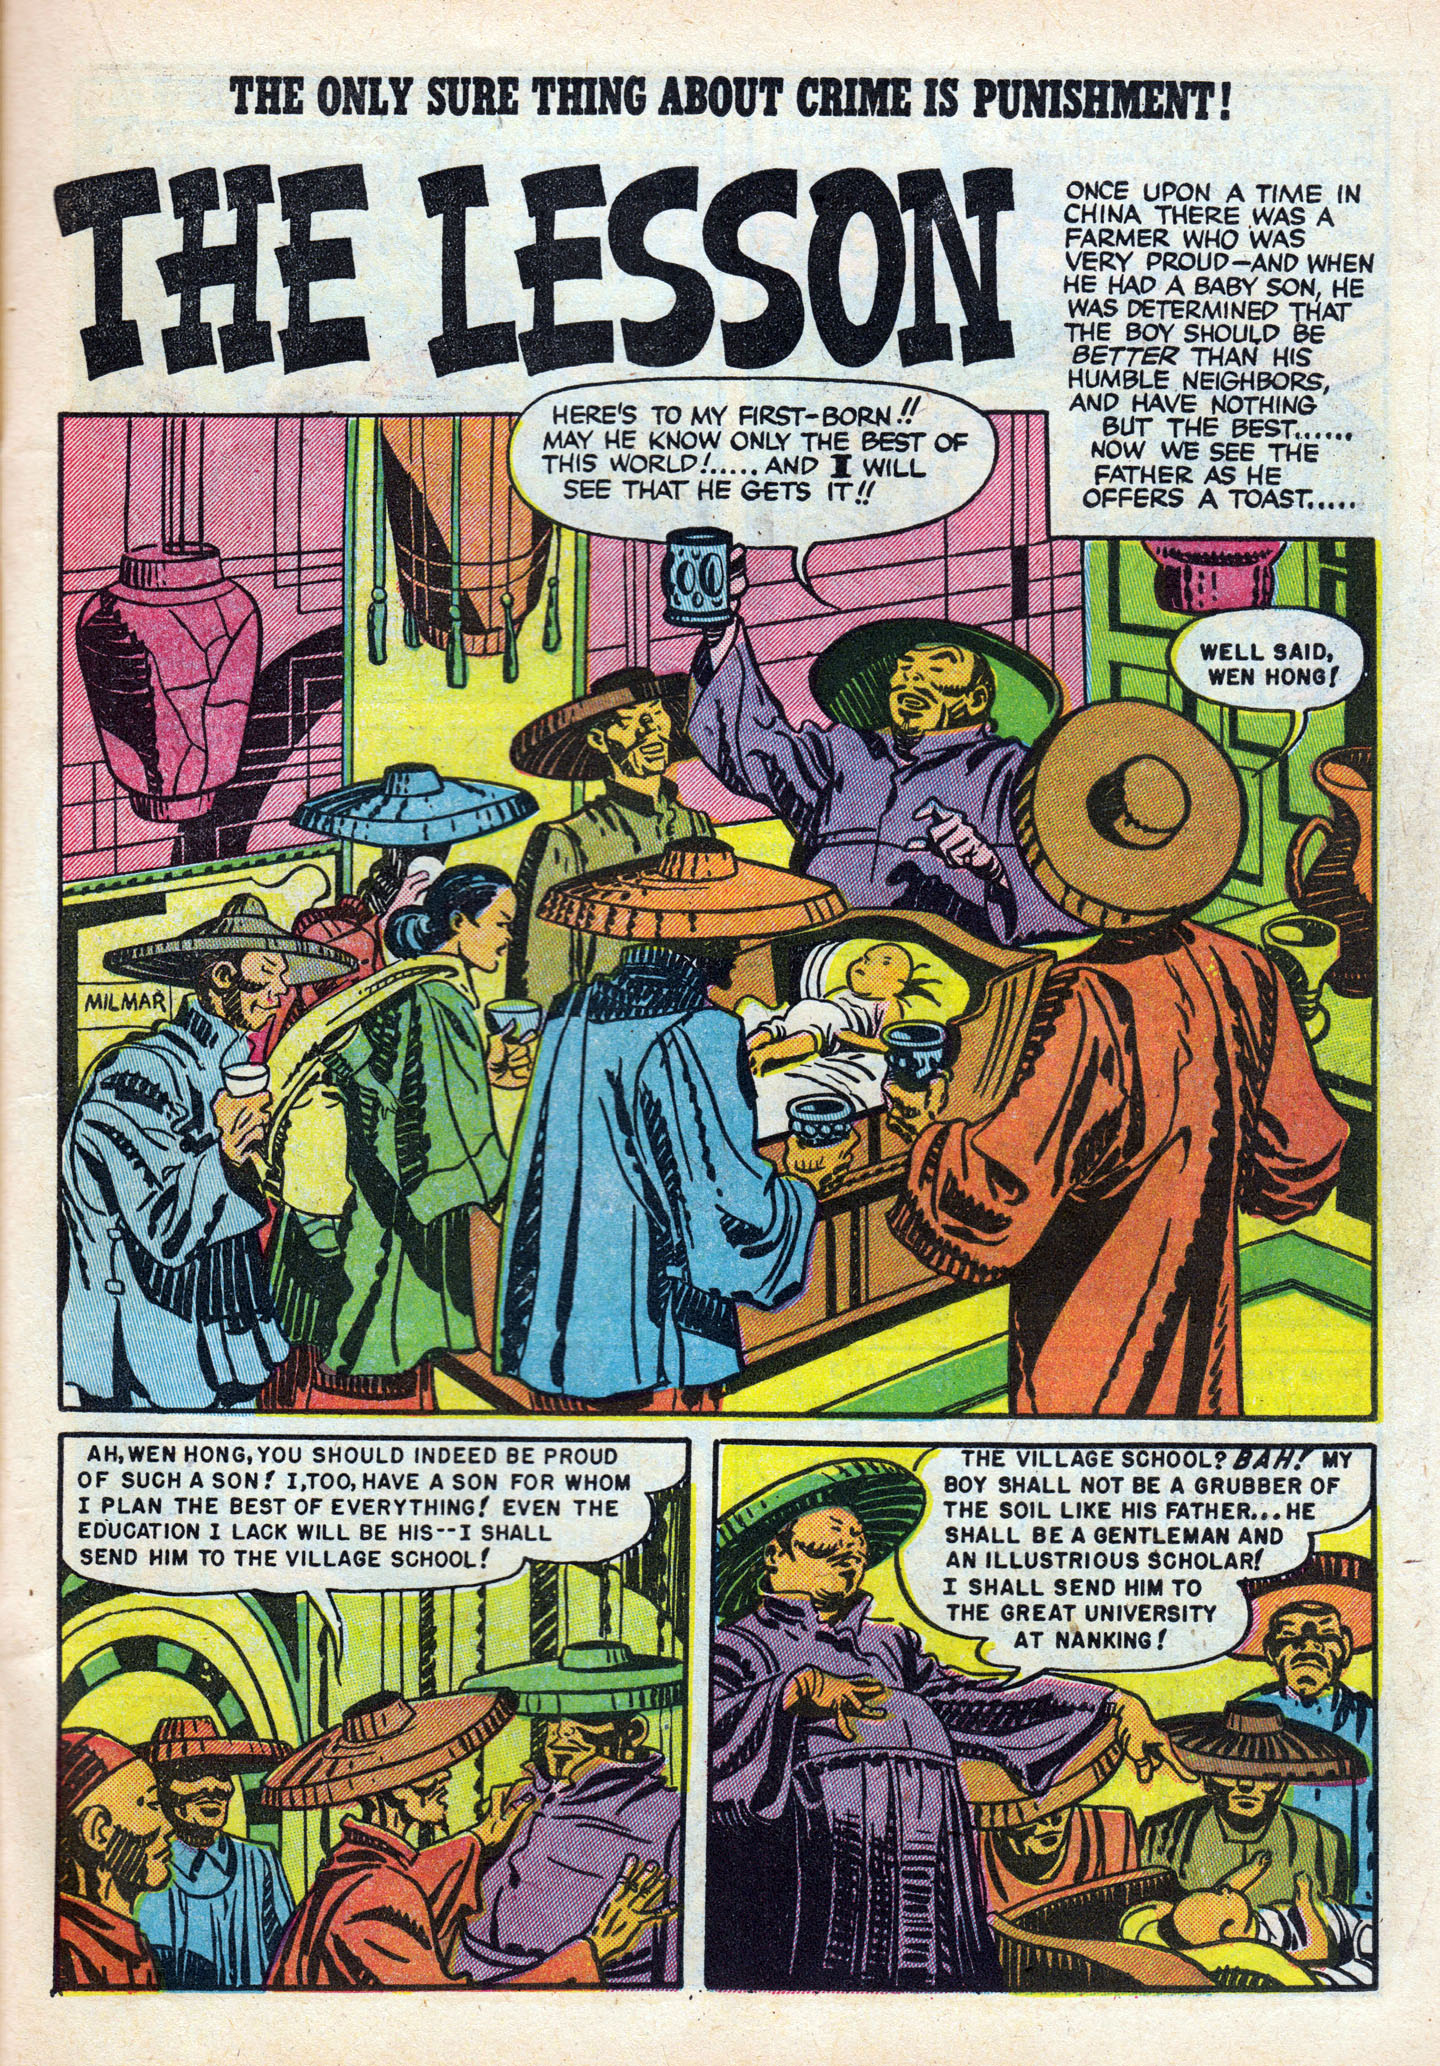 THE ONLY SURE THING ABOUT CRIME IS PUNISHMENT!
THE LESSON
ONCE UPON A TIME IN
CHINA THERE WAS A
FARMER WHO WAS
VERY PROUD—AND WHEN
HE HAD A BABY SON, HE
WAS DETERMINED THAT
THE BOY SHOULD BE
BETTER THAN HIS
HUMBLE NEIGHBORS,
AND HAVE NOTHING
BUT THE BEST......
NOW WE SEE THE
FATHER AS HE
OFFERS A TOAST.....
HERE'S TO MY FIRST-BORN!!
MAY HE KNOW ONLY THE BEST OF
THIS WORLD!..... AND I WILL
SEE THAT HE GETS IT!!
WELL SAID,
WEN HONG!
MILMAR
AH, WEN HONG, YOU SHOULD INDEED BE PROUD
OF SUCH A SON! I, TOO, HAVE A SON FOR WHOM
I PLAN THE BEST OF EVERYTHING! EVEN THE
EDUCATION I LACK WILL BE HIS--I SHALL
SEND HIM TO THE VILLAGE SCHOOL!
THE VILLAGE SCHOOL? BAH! MY
BOY SHALL NOT BE A GRUBBER OF
THE SOIL LIKE HIS FATHER... HE
SHALL BE A GENTLEMAN AND
AN ILLUSTRIOUS SCHOLAR!
I SHALL SEND HIM TO
THE GREAT UNIVERSITY
AT NANKING!